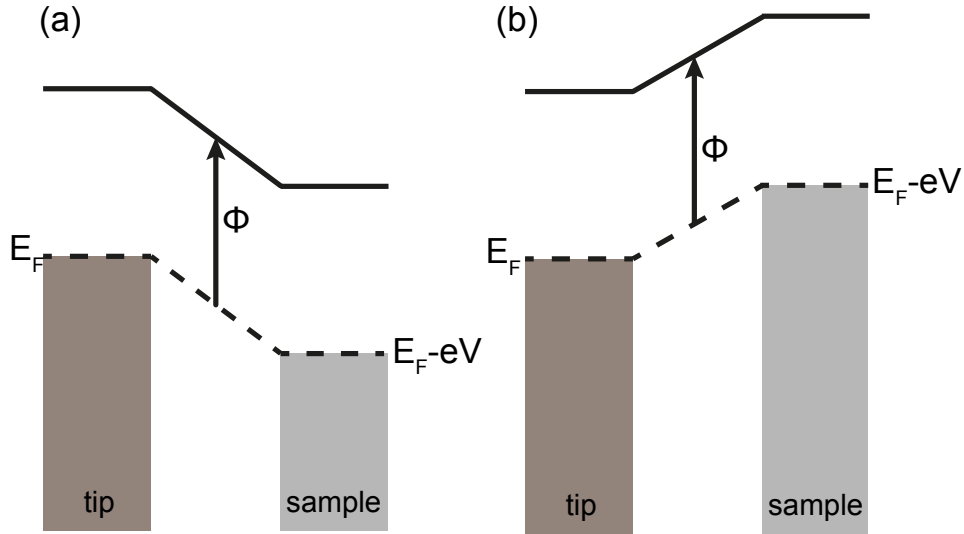 (a)
Φ
E_F
E_F-eV
tip
sample
(b)
Φ
E_F
E_F-eV
tip
sample